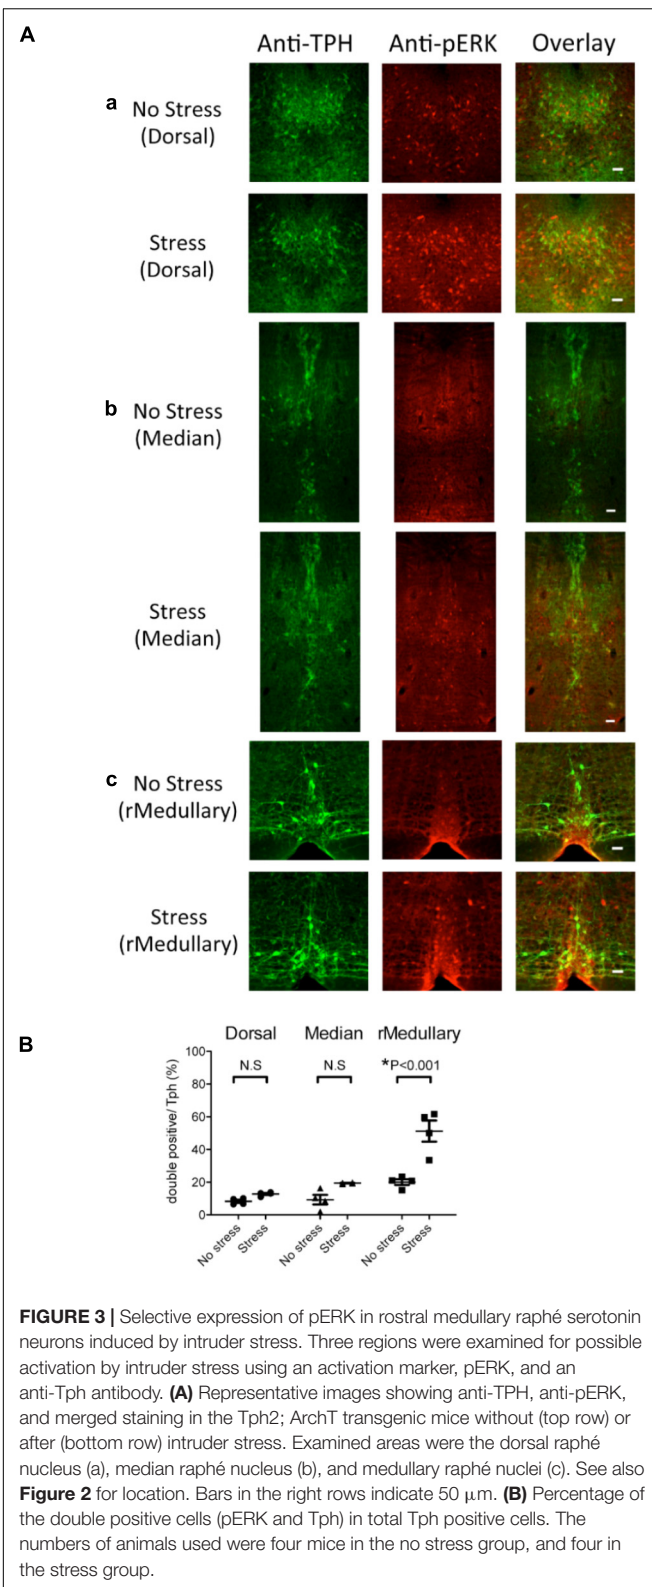 A
Anti-TPH Anti-pERK Overlay
a No Stress
(Dorsal)
Stress
(Dorsal)
b No Stress
(Median)
Stress
(Median)
c No Stress
(rMedullary)
Stress
(rMedullary)
B
Dorsal Median rMedullary
N.S N.S *P<0.001
double positive/ Tph (%)
100
80
60
40
20
0
No stress Stress No stress Stress No stress Stress
FIGURE 3 | Selective expression of pERK in rostral medullary raphé serotonin
neurons induced by intruder stress. Three regions were examined for possible
activation by intruder stress using an activation marker, pERK, and an
anti-Tph antibody. (A) Representative images showing anti-TPH, anti-pERK,
and merged staining in the Tph2; ArchT transgenic mice without (top row) or
after (bottom row) intruder stress. Examined areas were the dorsal raphé
nucleus (a), median raphé nucleus (b), and medullary raphé nuclei (c). See also
Figure 2 for location. Bars in the right rows indicate 50 μm. (B) Percentage of
the double positive cells (pERK and Tph) in total Tph positive cells. The
numbers of animals used were four mice in the no stress group, and four in
the stress group.